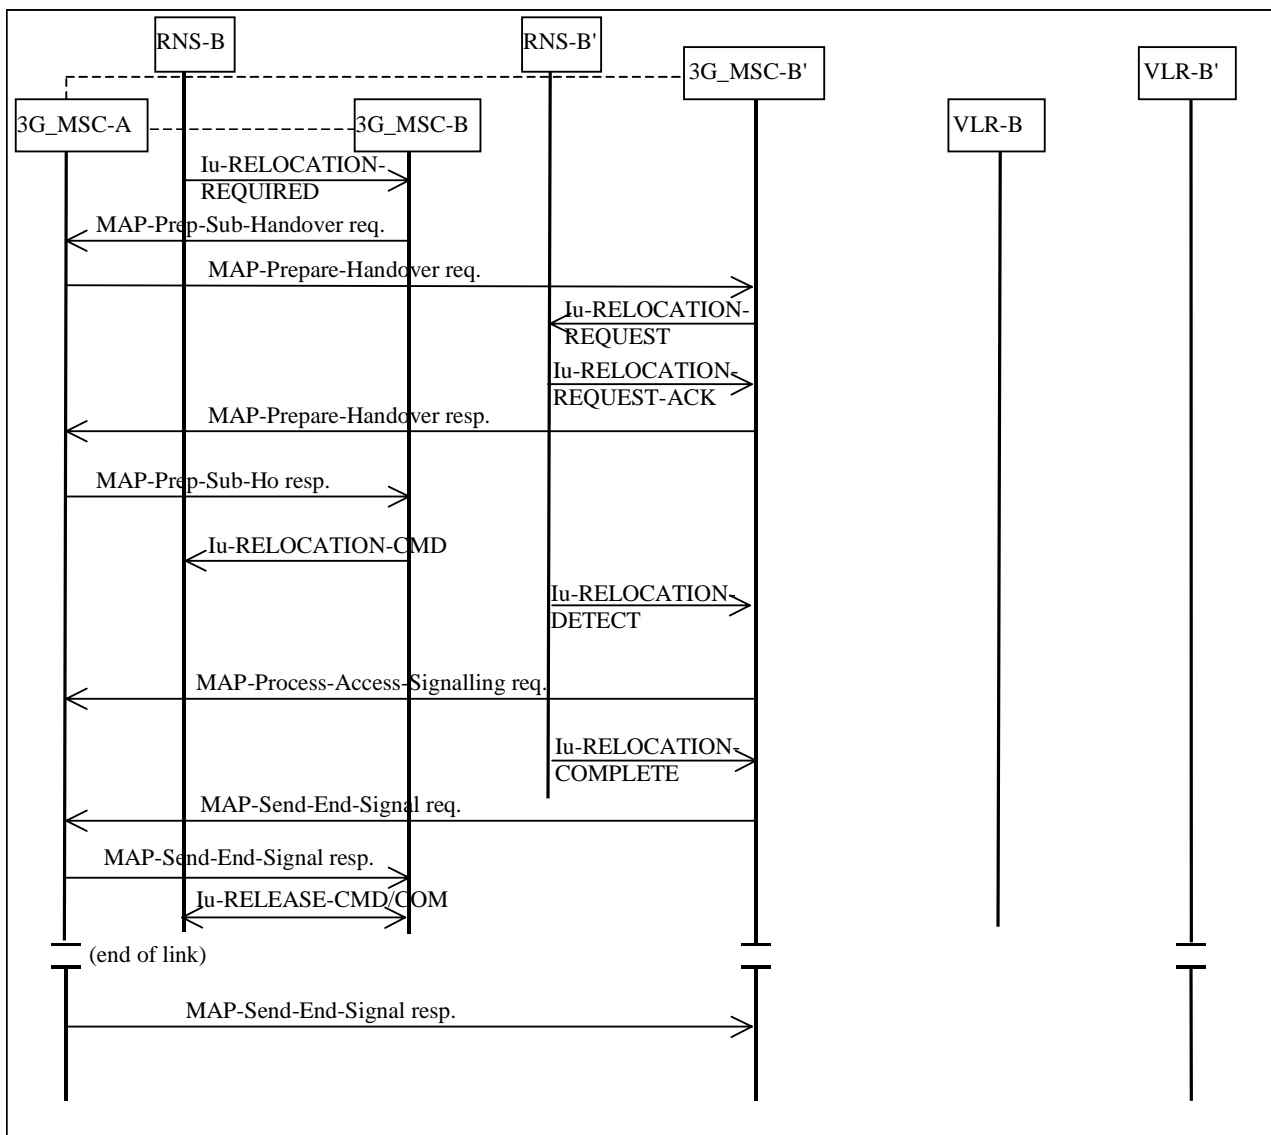 RNS-B
RNS-B'
3G_MSC-B'
VLR-B'
3G_MSC-A
3G_MSC-B
VLR-B
Iu-RELOCATION-
REQUIRED
MAP-Prep-Sub-Handover req.
MAP-Prepare-Handover req.
Iu-RELOCATION-
REQUEST
Iu-RELOCATION-
REQUEST-ACK
MAP-Prepare-Handover resp.
MAP-Prep-Sub-Ho resp.
Iu-RELOCATION-CMD
Iu-RELOCATION-
DETECT
MAP-Process-Access-Signalling req.
Iu-RELOCATION-
COMPLETE
MAP-Send-End-Signal req.
MAP-Send-End-Signal resp.
Iu-RELEASE-CMD/COM
(end of link)
MAP-Send-End-Signal resp.